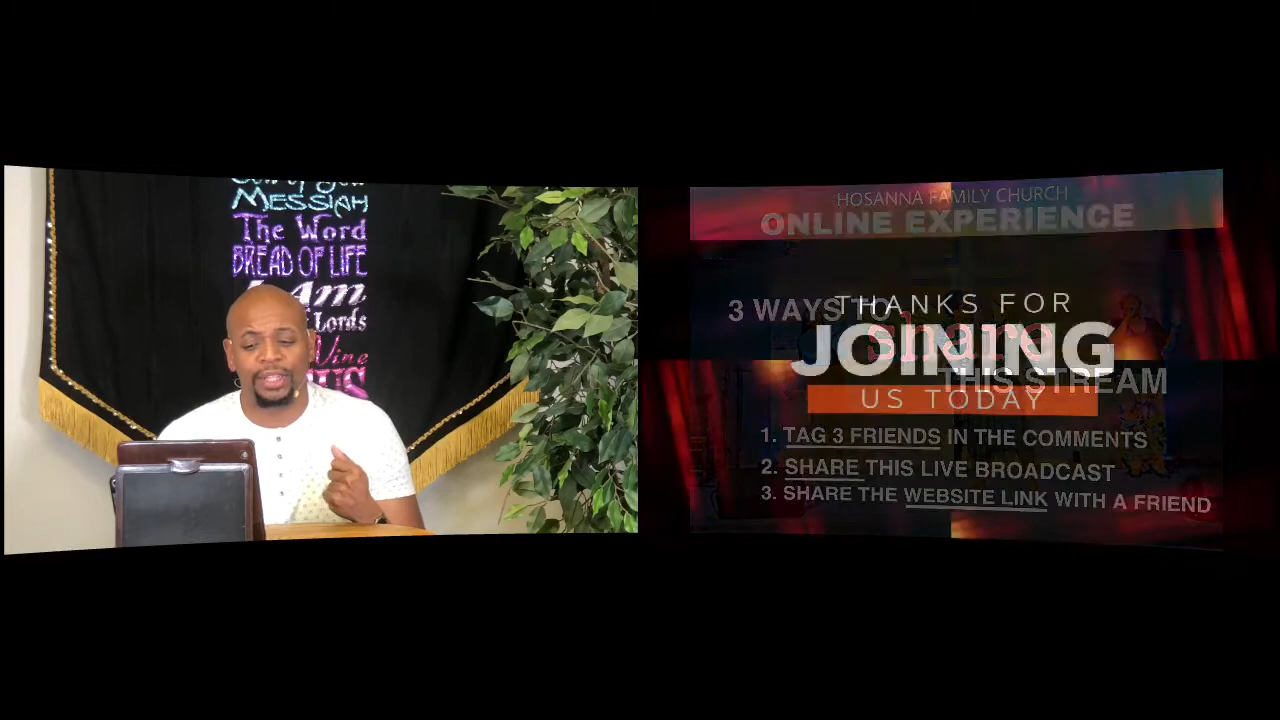 MESSIAH
The Word
BREAD OF LIFE
I Am
Lords
Vine
HOSANNA FAMILY CHURCH
ONLINE EXPERIENCE
3 WAYS TO
share
THIS STREAM
THANKS FOR
JOINING
US TODAY
1. TAG 3 FRIENDS IN THE COMMENTS
2. SHARE THIS LIVE BROADCAST
3. SHARE THE WEBSITE LINK WITH A FRIEND